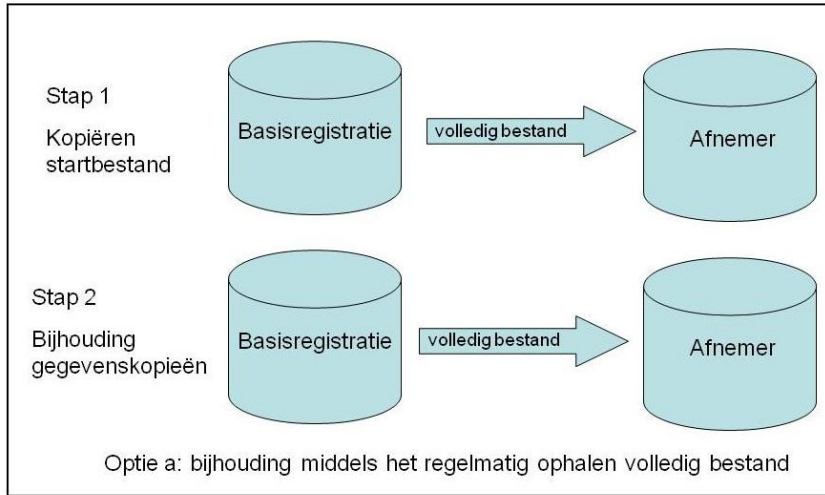 Stap 1
Kopiëren
startbestand
Basisregistratie
volledig bestand
Afnemer
Stap 2
Bijhouding
gegevenskopieën
Basisregistratie
volledig bestand
Afnemer
Optie a: bijhouding middels het regelmatig ophalen volledig bestand